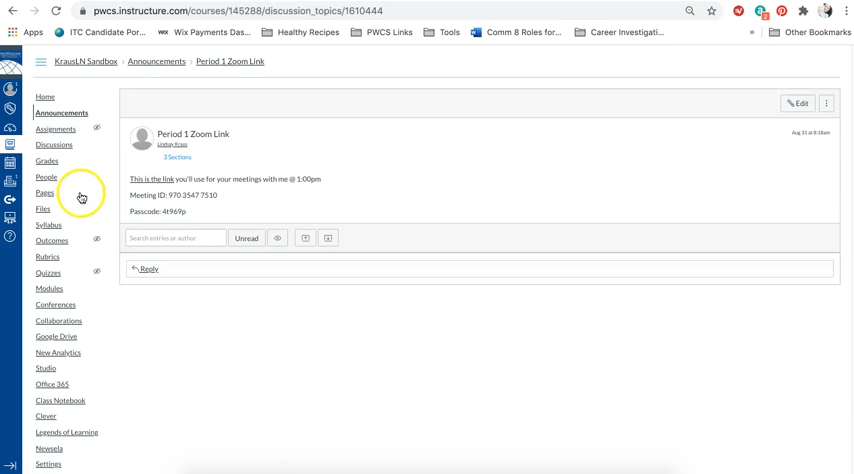 pwcs.instructure.com/courses/145288/discussion_topics/1610444
Apps
ITC Candidate Por...
Wix Payments Das...
Healthy Recipes
PWCS Links
Tools
Comm 8 Roles for...
Career Investigati...
»
Other Bookmarks
KrausLN Sandbox › Announcements › Period 1 Zoom Link
Home
Announcements
Assignments
Discussions
Grades
People
Pages
Files
Syllabus
Outcomes
Rubrics
Quizzes
Modules
Conferences
Collaborations
Google Drive
New Analytics
Studio
Office 365
Class Notebook
Clever
Legends of Learning
Newsela
Settings
Edit
Period 1 Zoom Link
Lindsay Kraus
3 Sections
Aug 31 at 8:18am
This is the link you'll use for your meetings with me @ 1:00pm
Meeting ID: 970 3547 7510
Passcode: 4t969p
Search entries or author
Unread
Reply